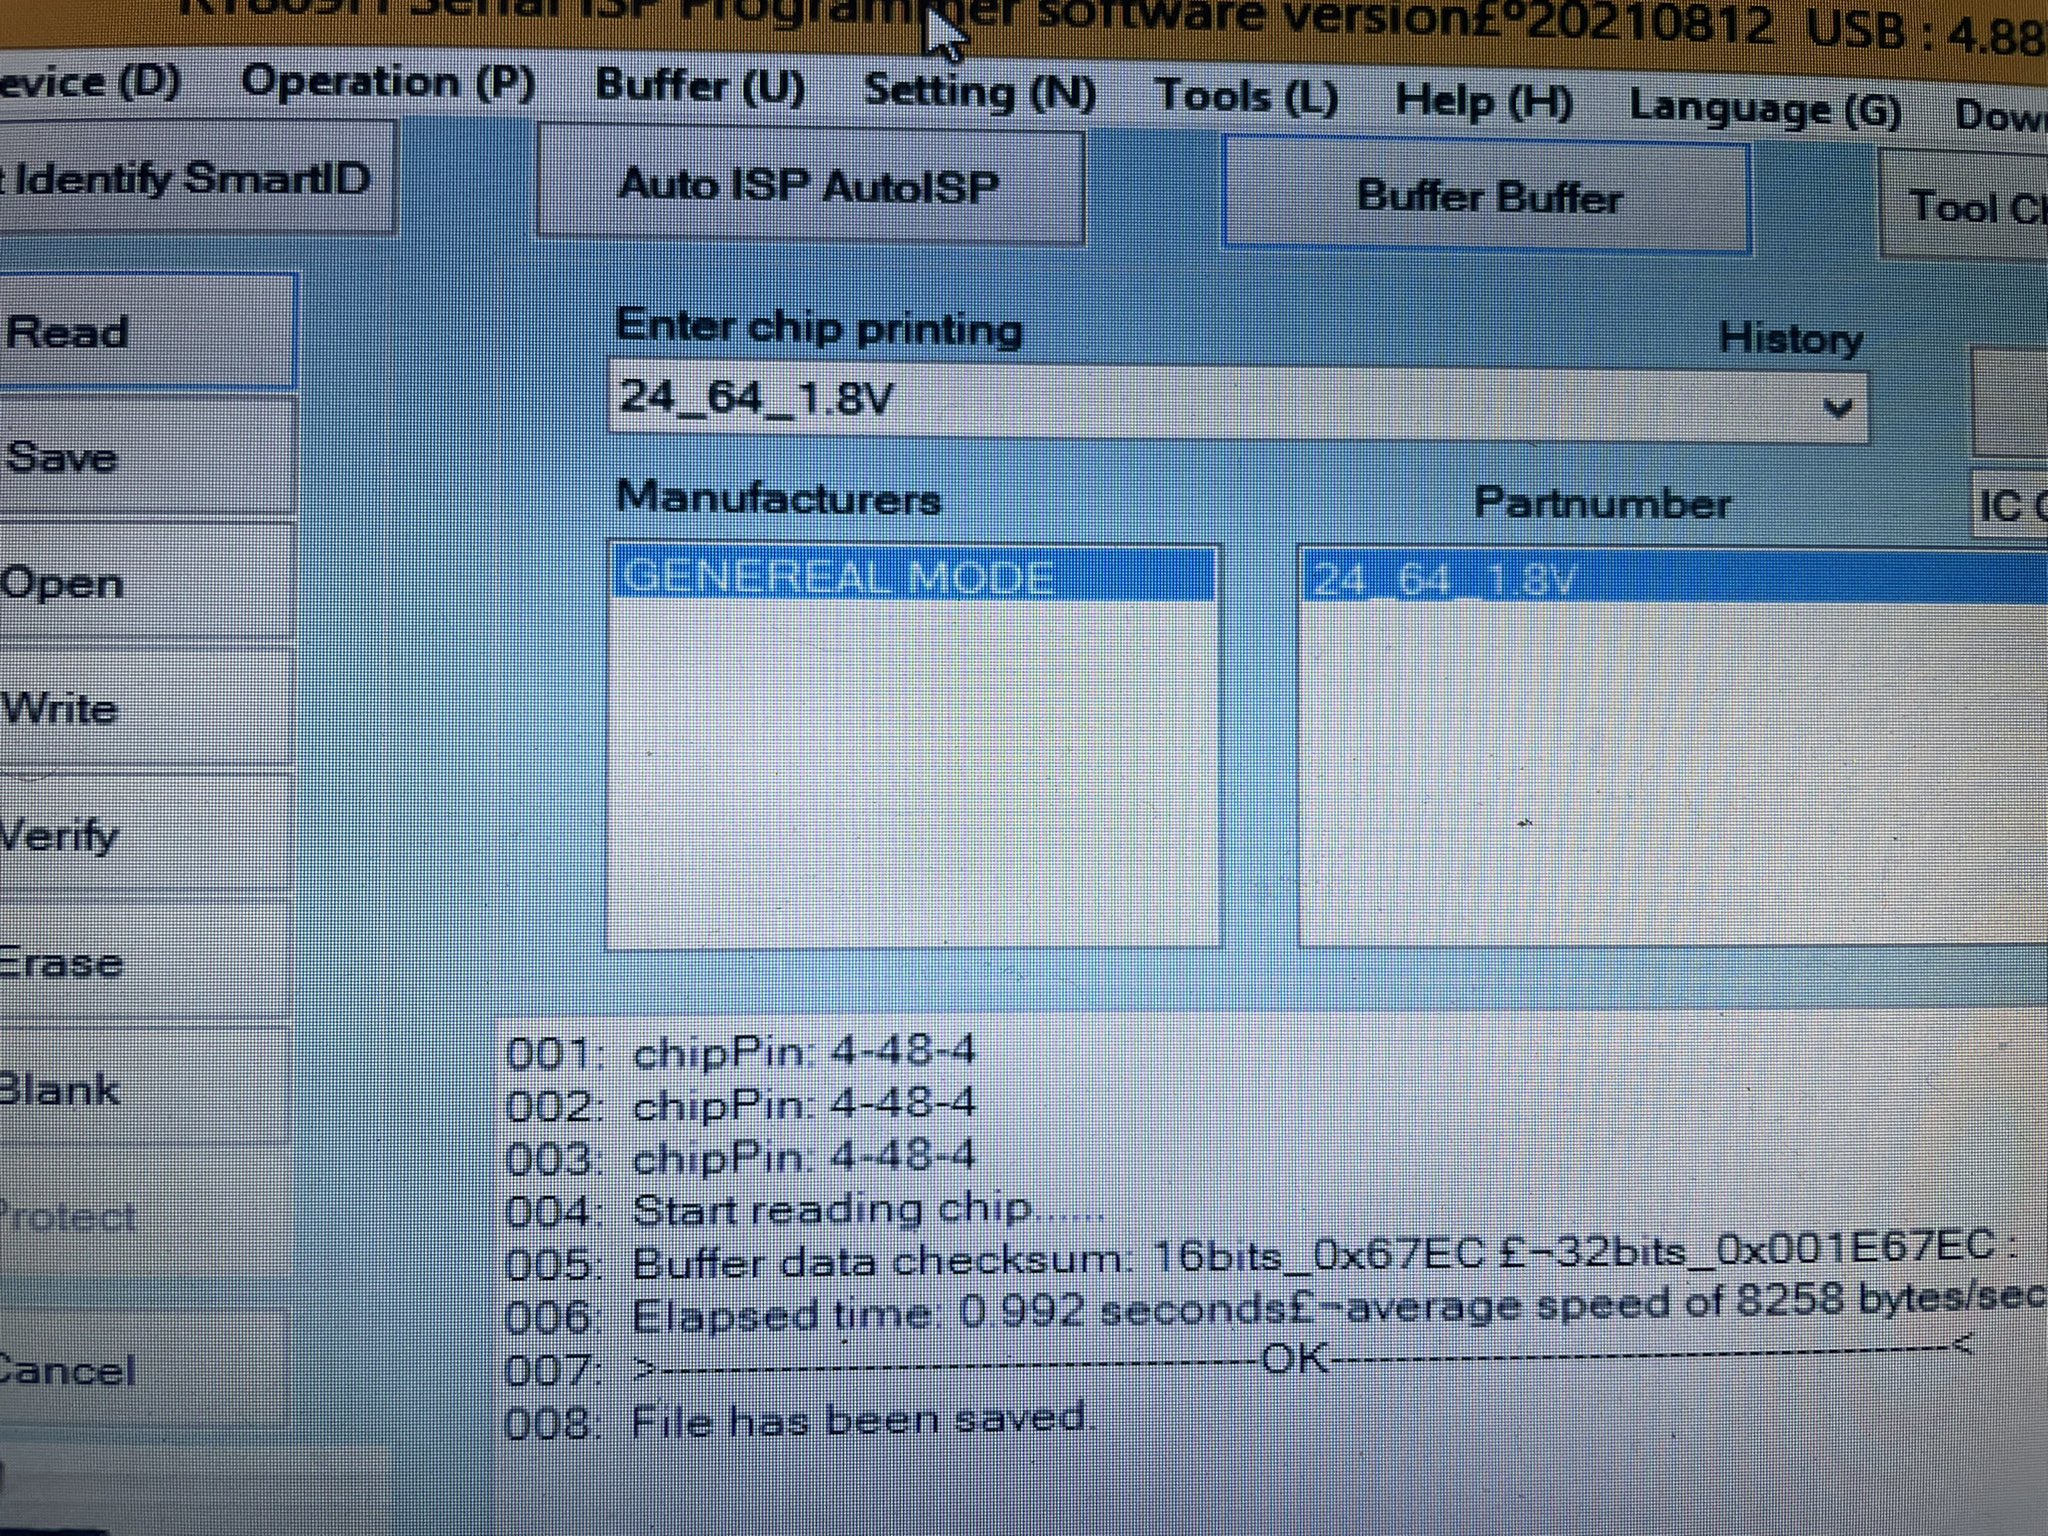 RT809H Serial ISP Programmer software version£º20210812 USB : 4.88
evice (D) Operation (P) Buffer (U) Setting (N) Tools (L) Help (H) Language (G) Dow
Identify SmartID Auto ISP AutoISP Buffer Buffer Tool
Read
Save
Open
Write
Verify
Erase
Blank
Protect
Cancel
Enter chip printing History
24_64_1.8V
Manufacturers Partnumber IC
GENEREAL MODE 24_64_1.8V
001: chipPin: 4-48-4
002: chipPin: 4-48-4
003: chipPin: 4-48-4
004: Start reading chip......
005: Buffer data checksum: 16bits_0x67EC £¬32bits_0x001E67EC :
006: Elapsed time: 0.992 seconds£¬average speed of 8258 bytes/sec
007: >------------------------------------OK--------------------------------------<
008: File has been saved.